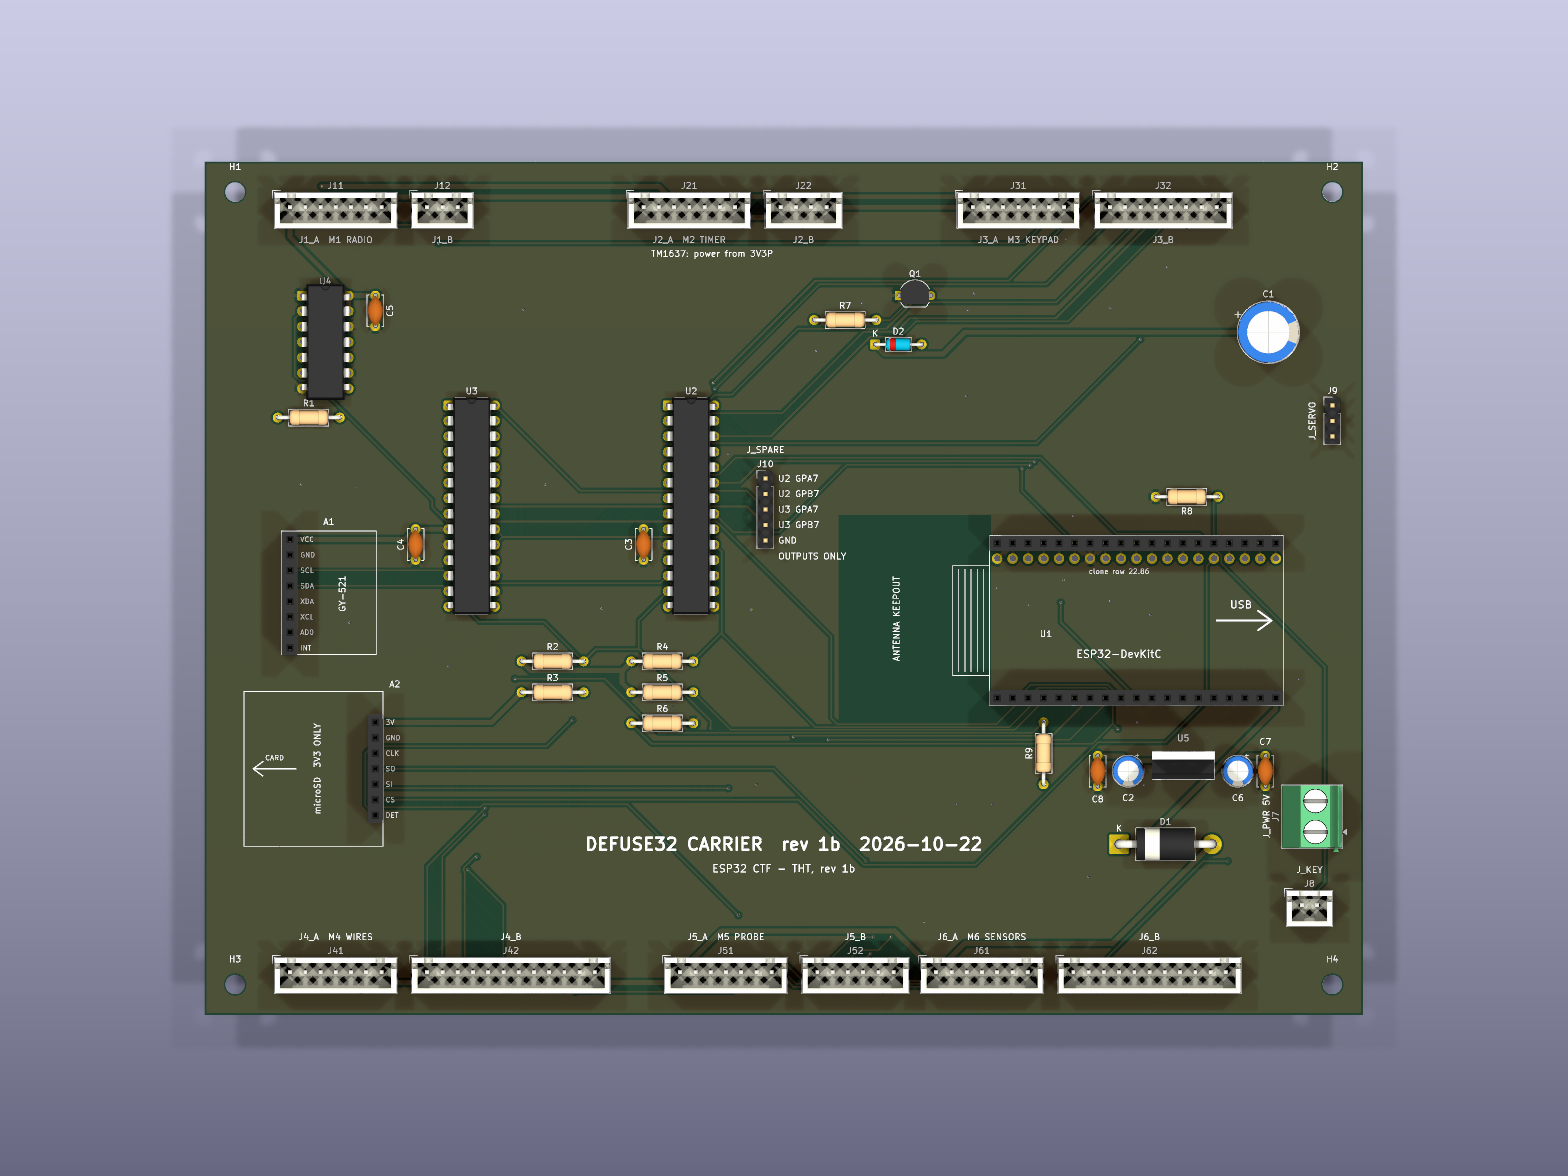 H1
H2
J11
J12
J21
J22
J31
J32
J1_A M1 RADIO
J1_B
J2_A M2 TIMER
J2_B
J3_A M3 KEYPAD
J3_B
TM1637: power from 3V3P
U4
C5
R1
Q1
R7
K
D2
+
C1
J9
J_SERVO
U3
U2
J_SPARE
J10
U2 GPA7
U2 GPB7
U3 GPA7
U3 GPB7
GND
OUTPUTS ONLY
R8
A1
VCC
GND
SCL
SDA
XDA
XCL
AD0
INT
GY-521
C4
C3
clone row 22.86
ANTENNA KEEPOUT
USB
U1
ESP32-DevKitC
R2
R4
R3
R5
R6
A2
3V
GND
CLK
SO
SI
CS
DET
CARD
microSD 3V3 ONLY
R9
U5
C7
C8
C2
C6
J_PWR 5V
J7
K
D1
DEFUSE32 CARRIER rev 1b 2026-10-22
ESP32 CTF - THT, rev 1b
J_KEY
J8
J4_A M4 WIRES
J4_B
J5_A M5 PROBE
J5_B
J6_A M6 SENSORS
J6_B
J41
J42
J51
J52
J61
J62
H3
H4